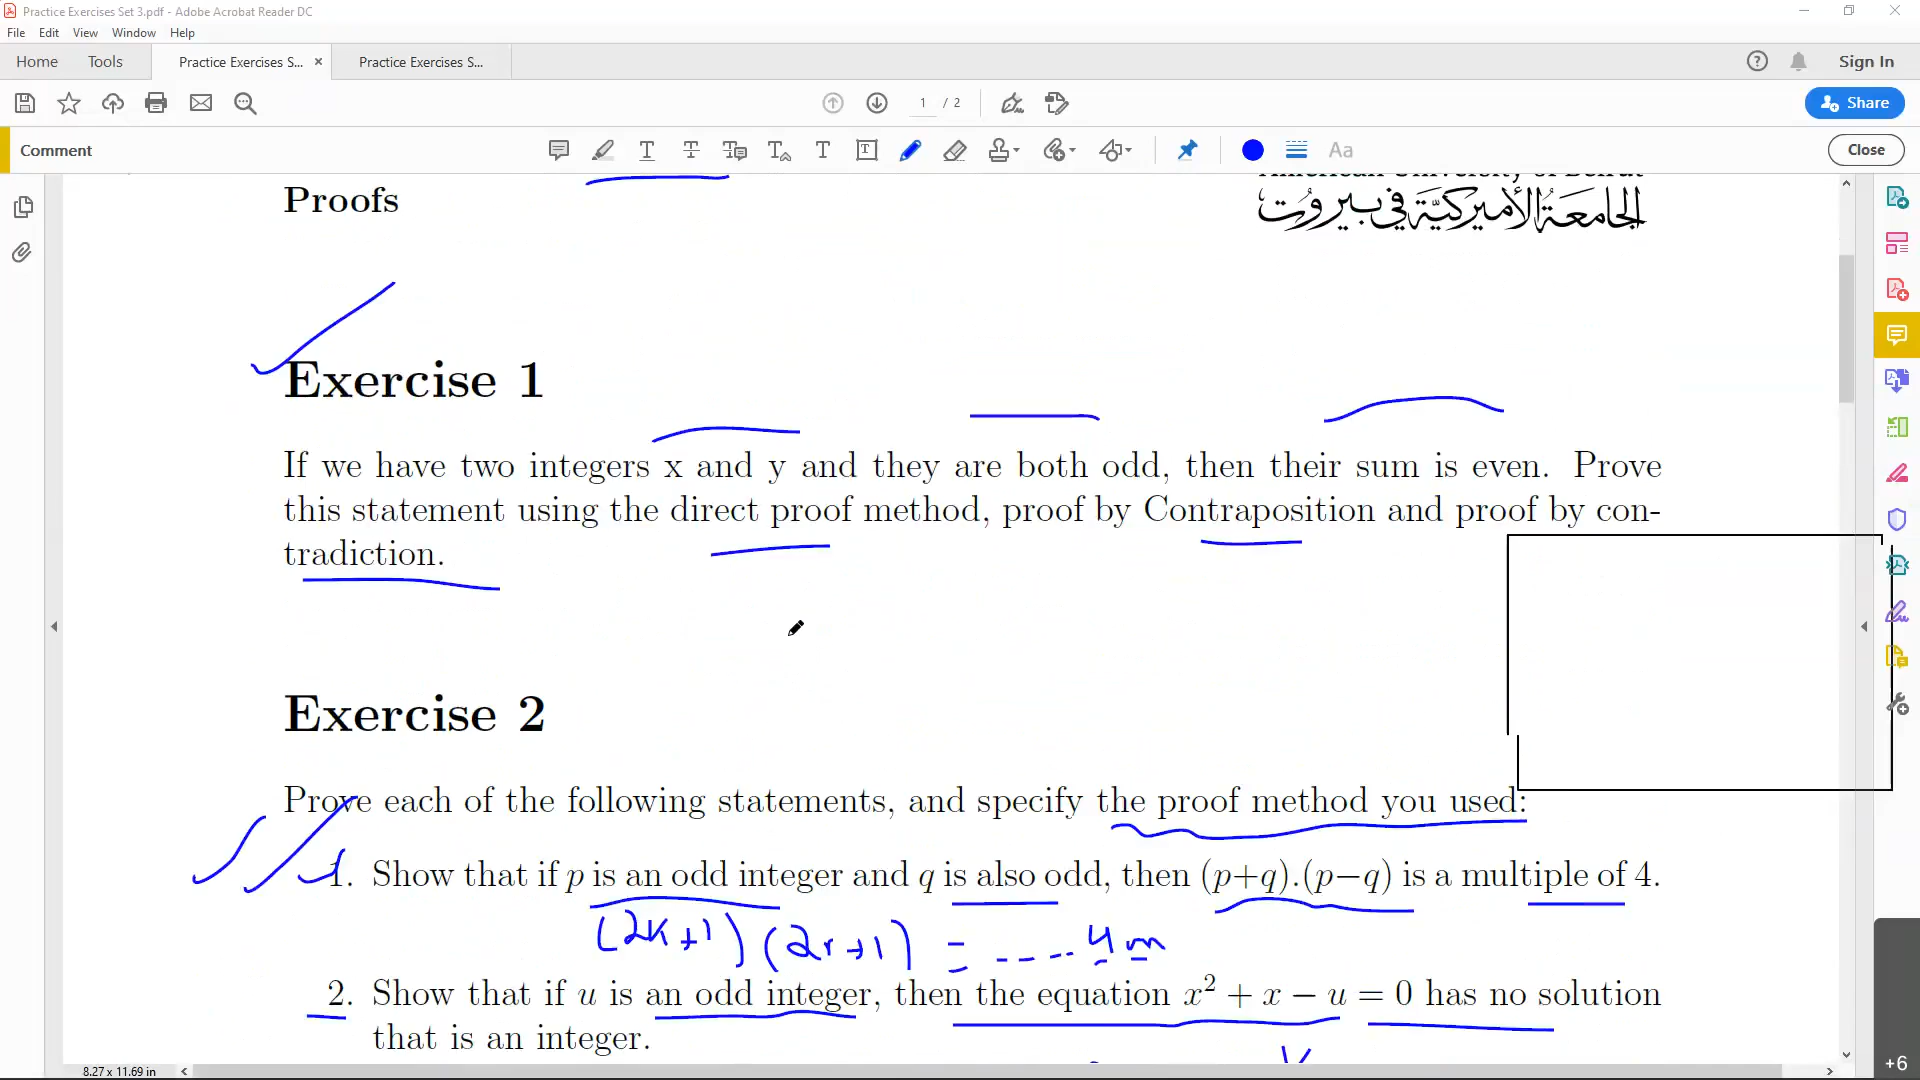 Practice Exercises Set 3.pdf - Adobe Acrobat Reader DC
File Edit View Window Help
Home Tools Practice Exercises S... × Practice Exercises S... Sign In
1 / 2 Share
Comment Aa Close
Proofs
الجامعة الأميركية في بيروت
Exercise 1
If we have two integers x and y and they are both odd, then their sum is even. Prove
this statement using the direct proof method, proof by Contraposition and proof by con-
tradiction.
Exercise 2
Prove each of the following statements, and specify the proof method you used:
1. Show that if p is an odd integer and q is also odd, then (p+q).(p−q) is a multiple of 4.
(2k+1) (2r+1) = ---- 4m
2. Show that if u is an odd integer, then the equation x² + x − u = 0 has no solution
that is an integer.
8.27 x 11.69 in
+6